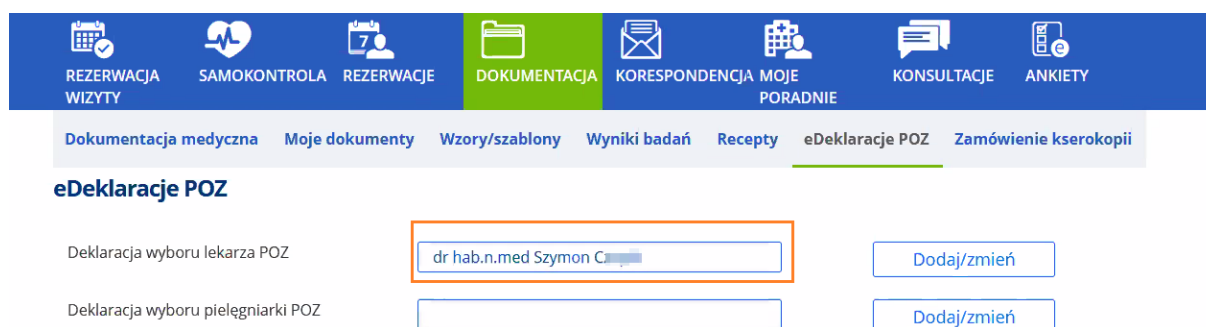 REZERWACJA WIZYTY
SAMOKONTROLA
REZERWACJE
DOKUMENTACJA
KORESPONDENCJA
MOJE PORADNIE
KONSULTACJE
ANKIETY
Dokumentacja medyczna Moje dokumenty Wzory/szablony Wyniki badań Recepty eDeklaracje POZ Zamówienie kserokopii
eDeklaracje POZ
Deklaracja wyboru lekarza POZ dr hab.n.med Szymon Dodaj/zmień
Deklaracja wyboru pielęgniarki POZ Dodaj/zmień